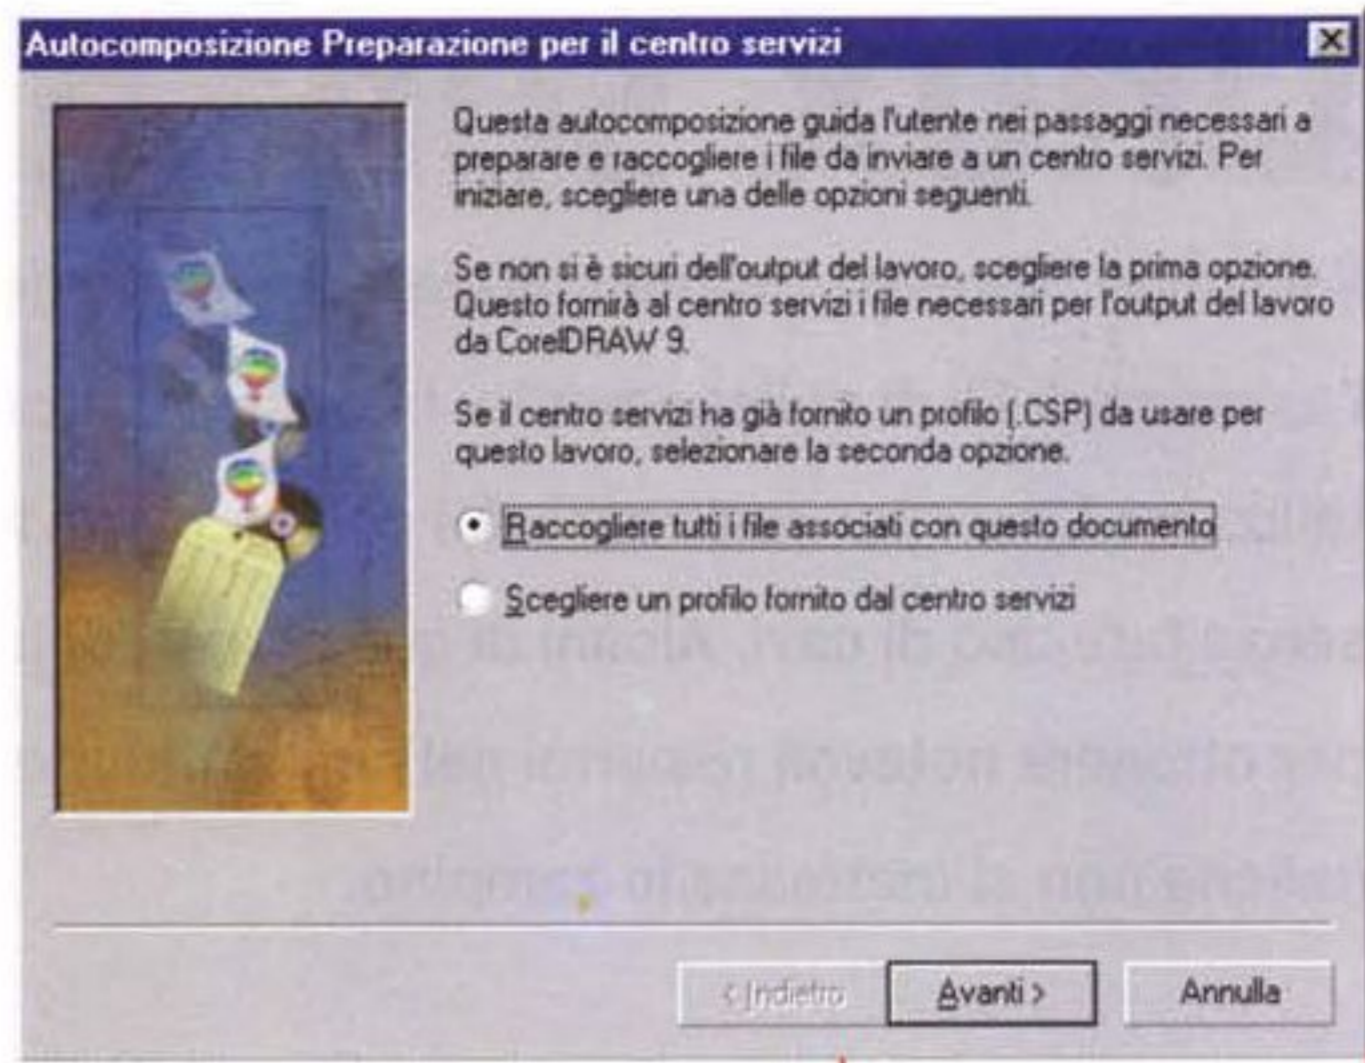 Autocomposizione Preparazione per il centro servizi
Questa autocomposizione guida l'utente nei passaggi necessari a
preparare e raccogliere i file da inviare a un centro servizi. Per
iniziare, scegliere una delle opzioni seguenti.
Se non si è sicuri dell'output del lavoro, scegliere la prima opzione.
Questo fornirà al centro servizi i file necessari per l'output del lavoro
da CorelDRAW 9.
Se il centro servizi ha già fornito un profilo (.CSP) da usare per
questo lavoro, selezionare la seconda opzione.
Raccogliere tutti i file associati con questo documento
Scegliere un profilo fornito dal centro servizi
< Indietro
Avanti >
Annulla